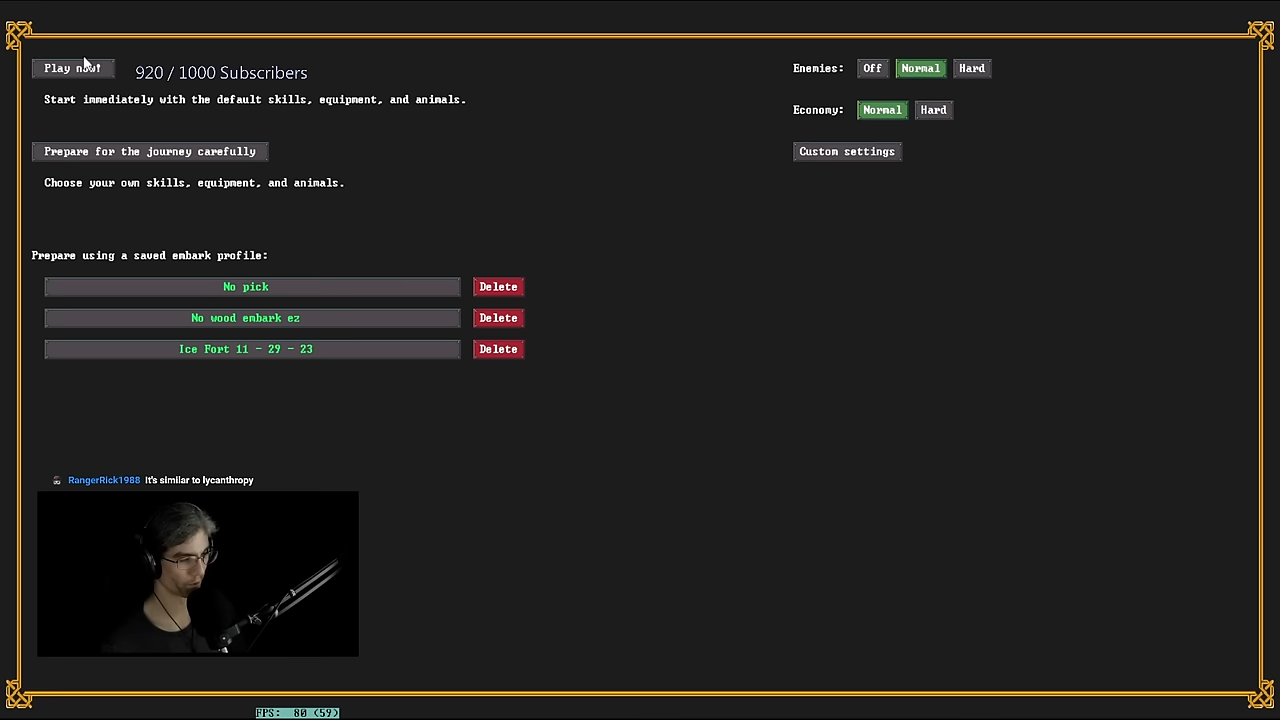 Play now!
920 / 1000 Subscribers
Start immediately with the default skills, equipment, and animals.
Prepare for the journey carefully
Choose your own skills, equipment, and animals.
Enemies: Off Normal Hard
Economy: Normal Hard
Custom settings
Prepare using a saved embark profile:
No pick Delete
No wood embark ez Delete
Ice Fort 11 - 29 - 23 Delete
RangerRick1988 It's similar to lycanthropy
FPS: 80 (59)